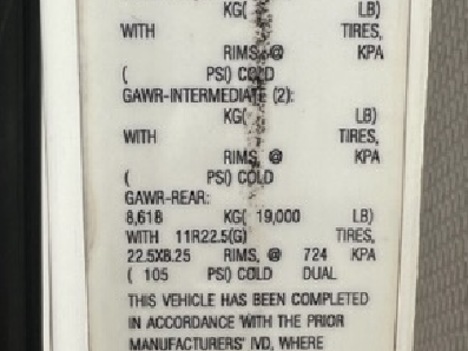 KG( LB)
WITH TIRES,
RIMS, @ KPA
( PSI) COLD
GAWR-INTERMEDIATE (2):
KG( LB)
WITH TIRES,
RIMS, @ KPA
( PSI) COLD
GAWR-REAR:
8,618 KG( 19,000 LB)
WITH 11R22.5(G) TIRES,
22.5X8.25 RIMS, @ 724 KPA
( 105 PSI) COLD DUAL
THIS VEHICLE HAS BEEN COMPLETED
IN ACCORDANCE WITH THE PRIOR
MANUFACTURERS' IVD, WHERE